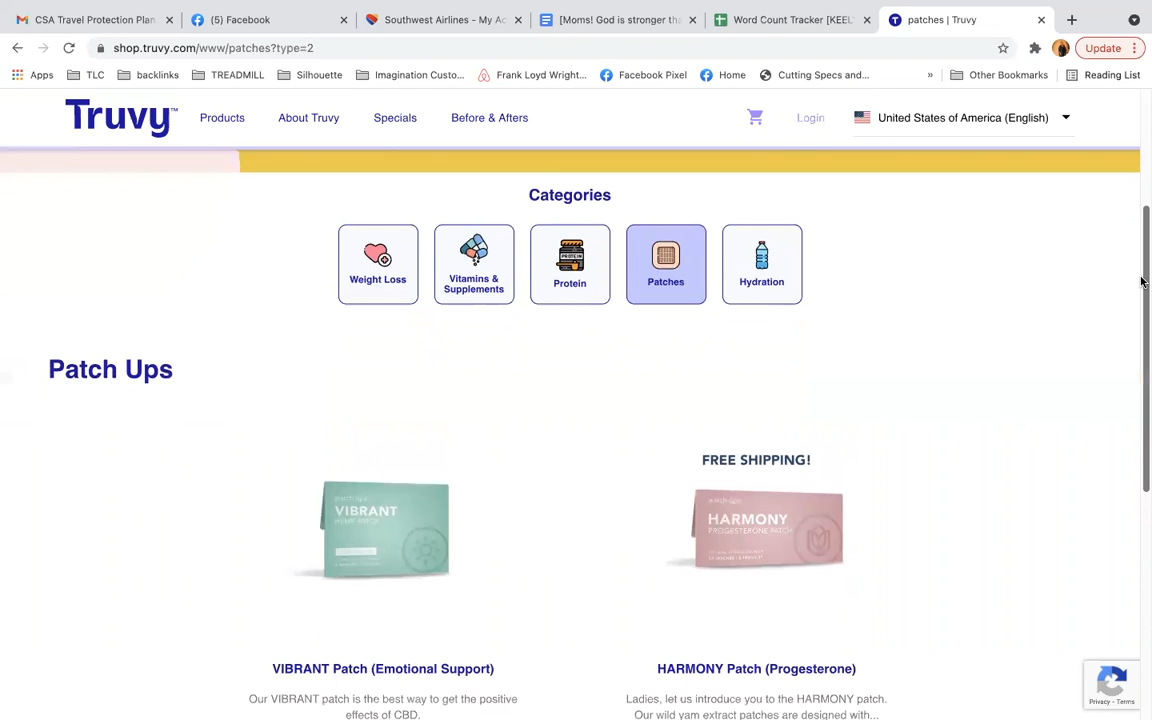 CSA Travel Protection Plan
(5) Facebook
Southwest Airlines - My Ac
[Moms! God is stronger tha
Word Count Tracker [KEEL
patches | Truvy
shop.truvy.com/www/patches?type=2
Update
Apps
TLC
backlinks
TREADMILL
Silhouette
Imagination Custo...
Frank Loyd Wright...
Facebook Pixel
Home
Cutting Specs and...
»
Other Bookmarks
Reading List
Truvy™
Products
About Truvy
Specials
Before & Afters
Login
United States of America (English)
Categories
Weight Loss
Vitamins &
Supplements
PROTEIN
Protein
Patches
Hydration
Patch Ups
FREE SHIPPING!
patch-ups
VIBRANT
HEMP PATCH
patch-ups
HARMONY
PROGESTERONE PATCH
VIBRANT Patch (Emotional Support)
HARMONY Patch (Progesterone)
Our VIBRANT patch is the best way to get the positive
effects of CBD.
Ladies, let us introduce you to the HARMONY patch.
Our wild yam extract patches are designed with...
Privacy - Terms